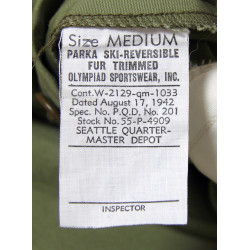 Size MEDIUM
PARKA SKI-REVERSIBLE
FUR TRIMMED
OLYMPIAD SPORTSWEAR, INC.
Cont. W-2129-qm-1033
Dated August 17, 1942
Spec. No. P.Q.D. No. 201
Stock No. 55-P-4909
SEATTLE QUARTER-
MASTER DEPOT
INSPECTOR